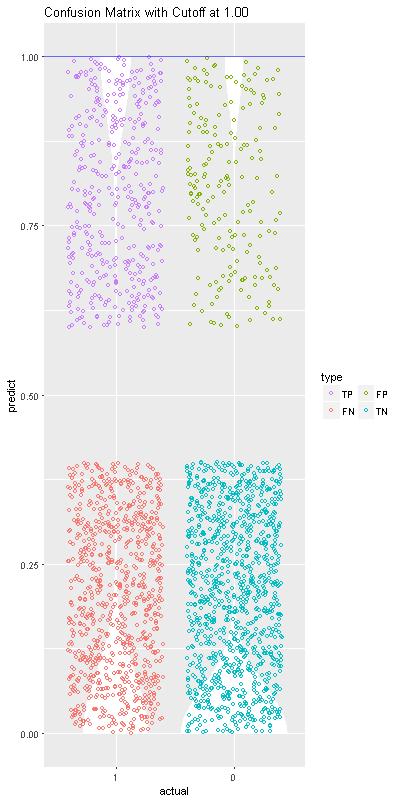 Confusion Matrix with Cutoff at 1.00
1.00
0.75
0.50
0.25
0.00
predict
1 0
actual
type
TP FP
FN TN